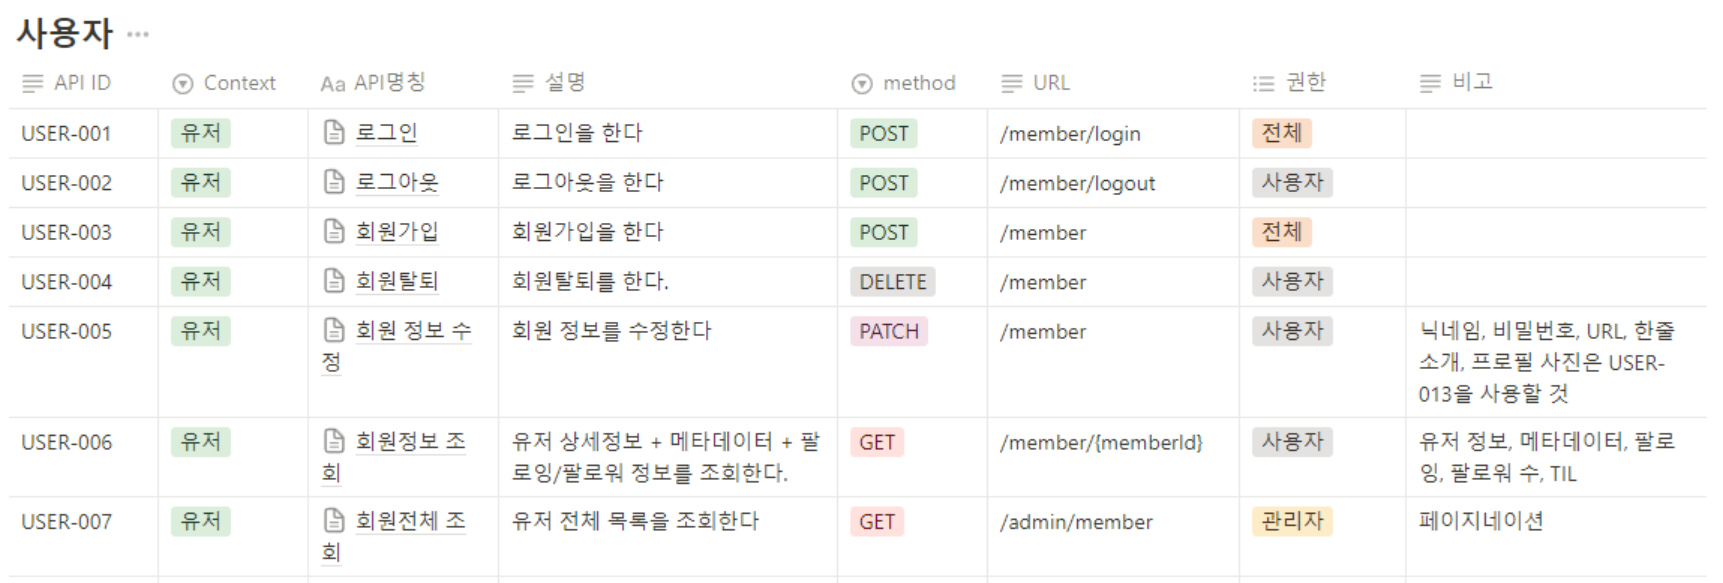 사용자 ...
API ID Context Aa API명칭 설명 method URL 권한 비고
USER-001 유저 로그인 로그인을 한다 POST /member/login 전체
USER-002 유저 로그아웃 로그아웃을 한다 POST /member/logout 사용자
USER-003 유저 회원가입 회원가입을 한다 POST /member 전체
USER-004 유저 회원탈퇴 회원탈퇴를 한다. DELETE /member 사용자
USER-005 유저 회원 정보 수 회원 정보를 수정한다 PATCH /member 사용자 닉네임, 비밀번호, URL, 한줄
정 소개, 프로필 사진은 USER-
013을 사용할 것
USER-006 유저 회원정보 조 유저 상세정보 + 메타데이터 + 팔 GET /member/{memberId} 사용자 유저 정보, 메타데이터, 팔로
회 로잉/팔로워 정보를 조회한다. 잉, 팔로워 수, TIL
USER-007 유저 회원전체 조 유저 전체 목록을 조회한다 GET /admin/member 관리자 페이지네이션
회